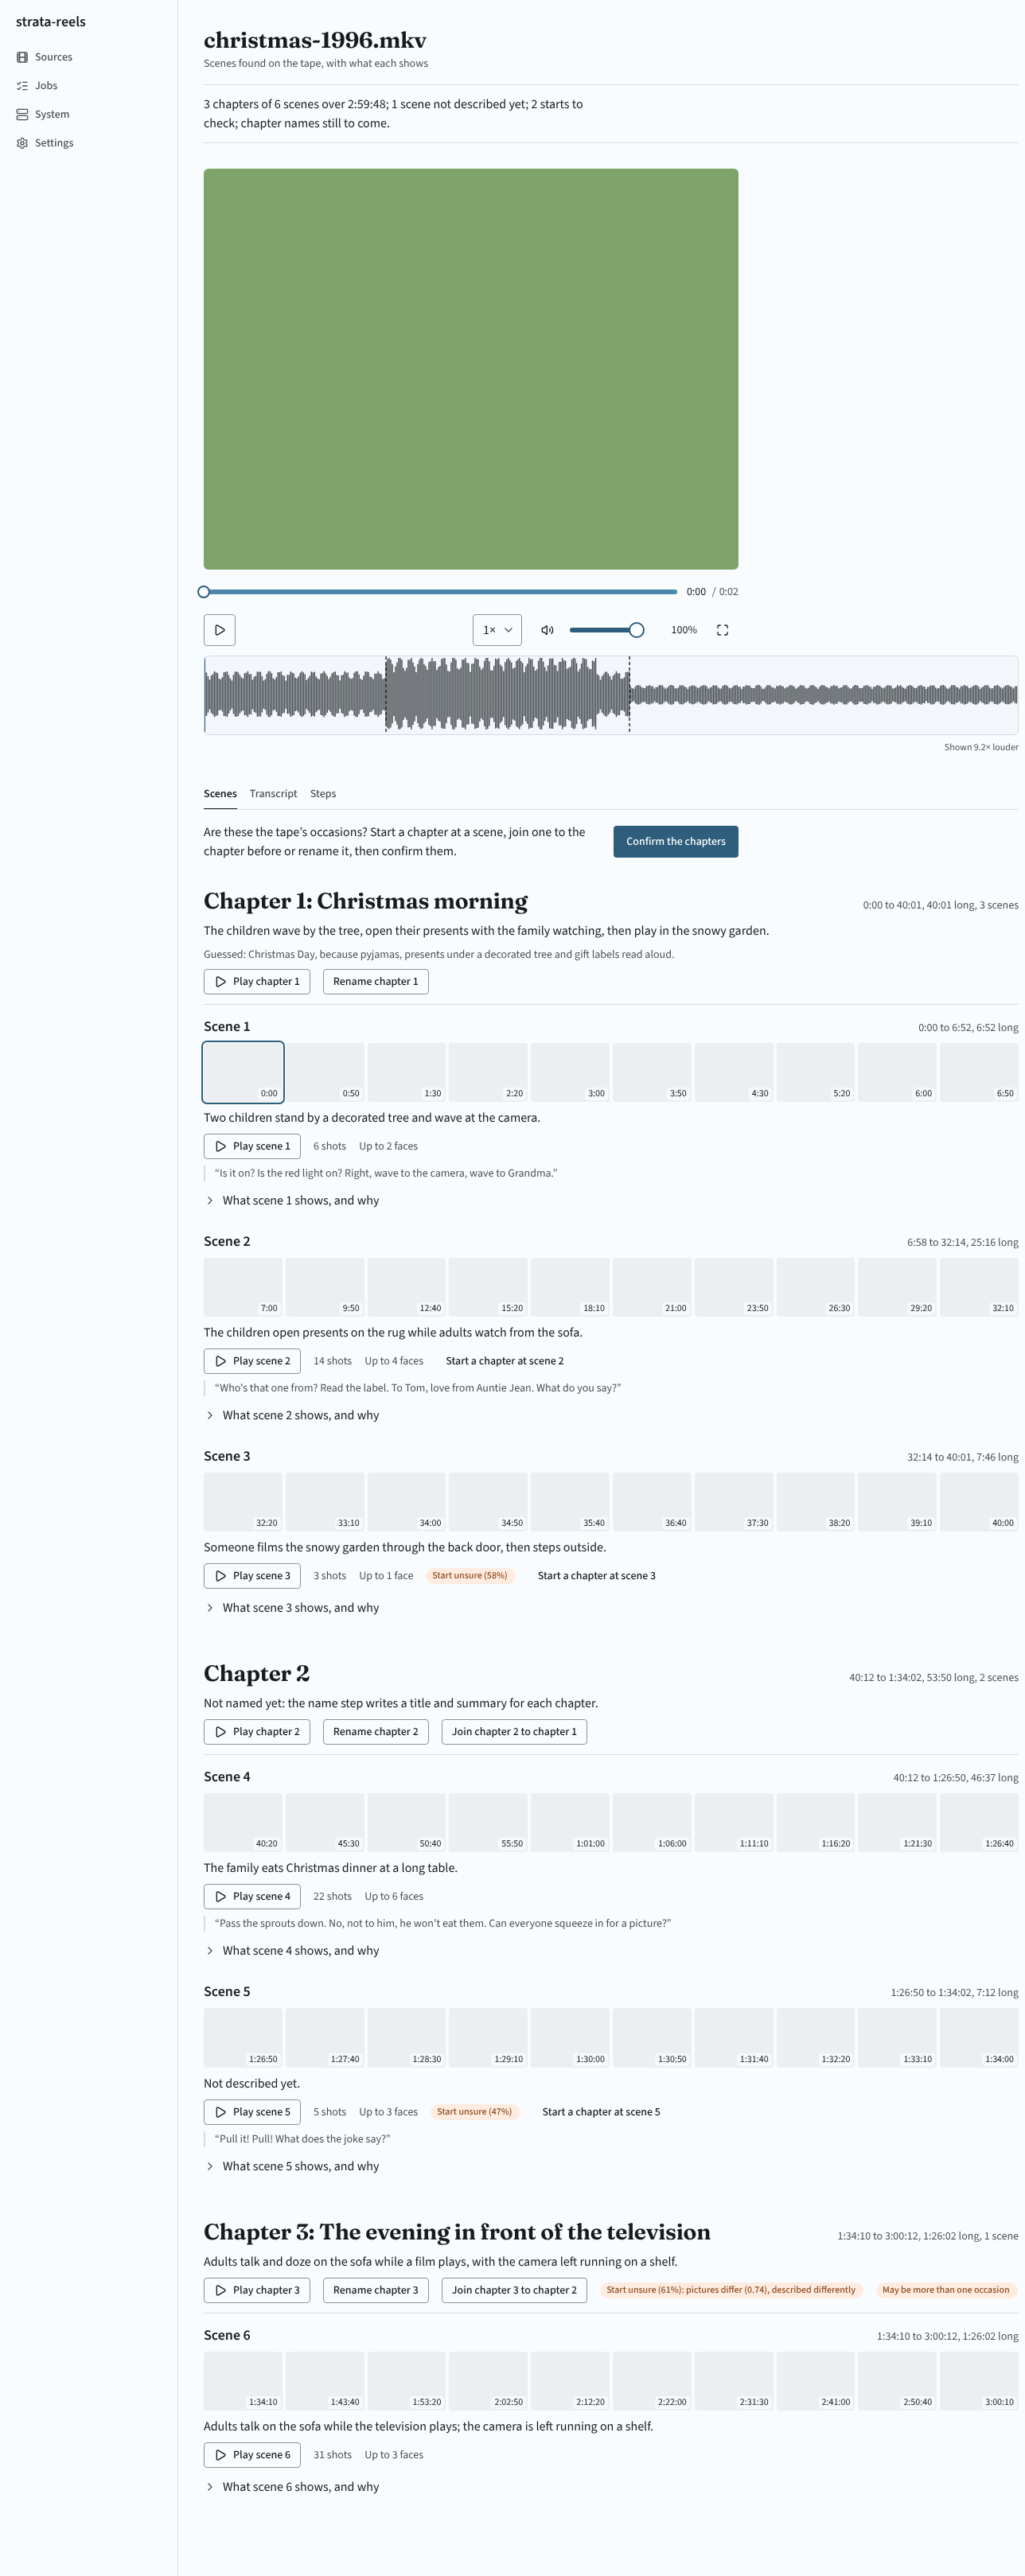 strata-reels
Sources
Jobs
System
Settings
christmas-1996.mkv
Scenes found on the tape, with what each shows
3 chapters of 6 scenes over 2:59:48; 1 scene not described yet; 2 starts to
check; chapter names still to come.
0:00 / 0:02
1×
100%
Shown 9.2× louder
Scenes Transcript Steps
Are these the tape’s occasions? Start a chapter at a scene, join one to the
chapter before or rename it, then confirm them.
Confirm the chapters
Chapter 1: Christmas morning
0:00 to 40:01, 40:01 long, 3 scenes
The children wave by the tree, open their presents with the family watching, then play in the snowy garden.
Guessed: Christmas Day, because pyjamas, presents under a decorated tree and gift labels read aloud.
Play chapter 1 Rename chapter 1
Scene 1
0:00 to 6:52, 6:52 long
0:00 0:50 1:30 2:20 3:00 3:50 4:30 5:20 6:00 6:50
Two children stand by a decorated tree and wave at the camera.
Play scene 1 6 shots Up to 2 faces
“Is it on? Is the red light on? Right, wave to the camera, wave to Grandma.”
What scene 1 shows, and why
Scene 2
6:58 to 32:14, 25:16 long
7:00 9:50 12:40 15:20 18:10 21:00 23:50 26:30 29:20 32:10
The children open presents on the rug while adults watch from the sofa.
Play scene 2 14 shots Up to 4 faces Start a chapter at scene 2
“Who's that one from? Read the label. To Tom, love from Auntie Jean. What do you say?”
What scene 2 shows, and why
Scene 3
32:14 to 40:01, 7:46 long
32:20 33:10 34:00 34:50 35:40 36:40 37:30 38:20 39:10 40:00
Someone films the snowy garden through the back door, then steps outside.
Play scene 3 3 shots Up to 1 face Start unsure (58%) Start a chapter at scene 3
What scene 3 shows, and why
Chapter 2
40:12 to 1:34:02, 53:50 long, 2 scenes
Not named yet: the name step writes a title and summary for each chapter.
Play chapter 2 Rename chapter 2 Join chapter 2 to chapter 1
Scene 4
40:12 to 1:26:50, 46:37 long
40:20 45:30 50:40 55:50 1:01:00 1:06:00 1:11:10 1:16:20 1:21:30 1:26:40
The family eats Christmas dinner at a long table.
Play scene 4 22 shots Up to 6 faces
“Pass the sprouts down. No, not to him, he won't eat them. Can everyone squeeze in for a picture?”
What scene 4 shows, and why
Scene 5
1:26:50 to 1:34:02, 7:12 long
1:26:50 1:27:40 1:28:30 1:29:10 1:30:00 1:30:50 1:31:40 1:32:20 1:33:10 1:34:00
Not described yet.
Play scene 5 5 shots Up to 3 faces Start unsure (47%) Start a chapter at scene 5
“Pull it! Pull! What does the joke say?”
What scene 5 shows, and why
Chapter 3: The evening in front of the television
1:34:10 to 3:00:12, 1:26:02 long, 1 scene
Adults talk and doze on the sofa while a film plays, with the camera left running on a shelf.
Play chapter 3 Rename chapter 3 Join chapter 3 to chapter 2 Start unsure (61%): pictures differ (0.74), described differently May be more than one occasion
Scene 6
1:34:10 to 3:00:12, 1:26:02 long
1:34:10 1:43:40 1:53:20 2:02:50 2:12:20 2:22:00 2:31:30 2:41:00 2:50:40 3:00:10
Adults talk on the sofa while the television plays; the camera is left running on a shelf.
Play scene 6 31 shots Up to 3 faces
What scene 6 shows, and why